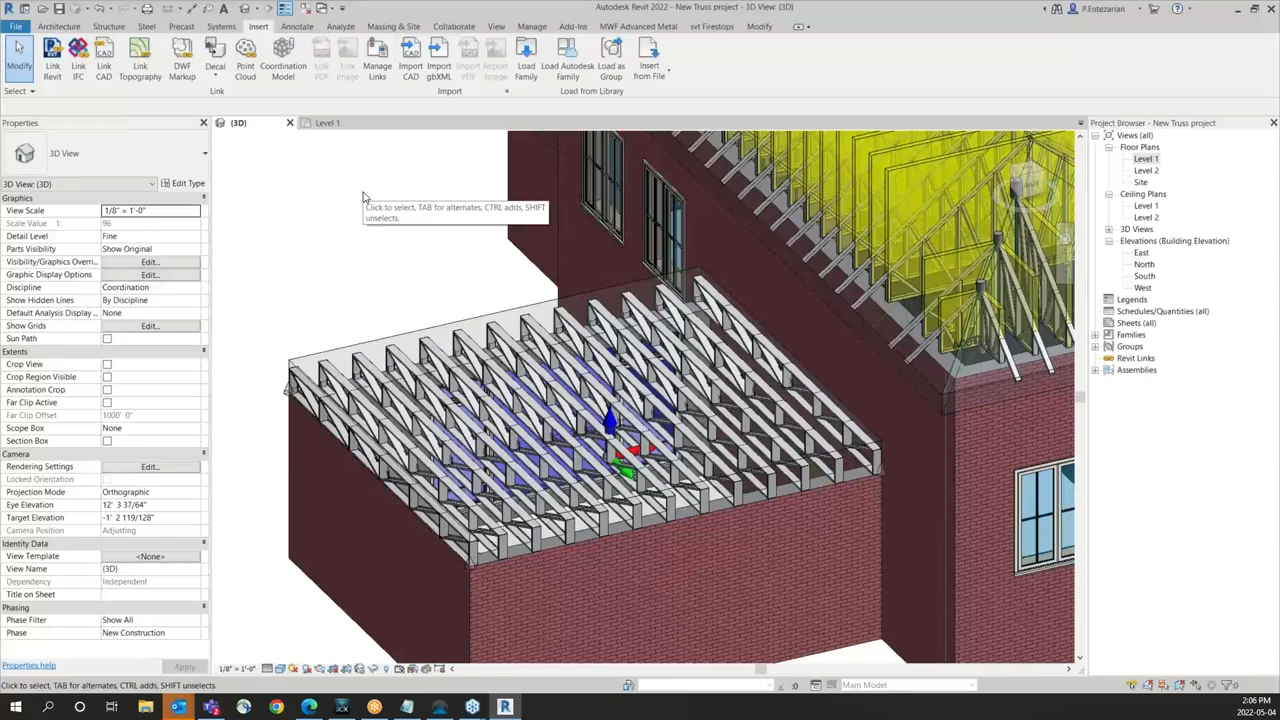 Autodesk Revit 2022 - New Truss project - 3D View: {3D}
P.Entezarian
File Architecture Structure Steel Precast Systems Insert Annotate Analyze Massing & Site Collaborate View Manage Add-Ins MWF Advanced Metal svt Firestops Modify
Modify
Link Revit
Link IFC
Link CAD
Link Topography
DWF Markup
Decal
Point Cloud
Coordination Model
Link PDF
Link Image
Manage Links
Import CAD
Import gbXML
Import PDF
Import Image
Load Family
Load Autodesk Family
Load as Group
Insert from File
Select
Link
Import
Load from Library
Properties
{3D}
Level 1
Project Browser - New Truss project
3D View
3D View: {3D}
Edit Type
Graphics
View Scale 1/8" = 1'-0"
Scale Value 1: 96
Detail Level Fine
Parts Visibility Show Original
Visibility/Graphics Overri... Edit...
Graphic Display Options Edit...
Discipline Coordination
Show Hidden Lines By Discipline
Default Analysis Display ... None
Show Grids Edit...
Sun Path
Extents
Crop View
Crop Region Visible
Annotation Crop
Far Clip Active
Far Clip Offset 1000' 0"
Scope Box None
Section Box
Camera
Rendering Settings Edit...
Locked Orientation
Projection Mode Orthographic
Eye Elevation 12' 3 37/64"
Target Elevation -1' 2 119/128"
Camera Position Adjusting
Identity Data
View Template <None>
View Name {3D}
Dependency Independent
Title on Sheet
Phasing
Phase Filter Show All
Phase New Construction
Properties help
Apply
Click to select, TAB for alternates, CTRL adds, SHIFT
unselects.
Views (all)
Floor Plans
Level 1
Level 2
Site
Ceiling Plans
Level 1
Level 2
3D Views
Elevations (Building Elevation)
East
North
South
West
Legends
Schedules/Quantities (all)
Sheets (all)
Families
Groups
Revit Links
Assemblies
1/8" = 1'-0"
Click to select, TAB for alternates, CTRL adds, SHIFT unselects.
:0
Main Model
:0
2:06 PM
2022-05-04